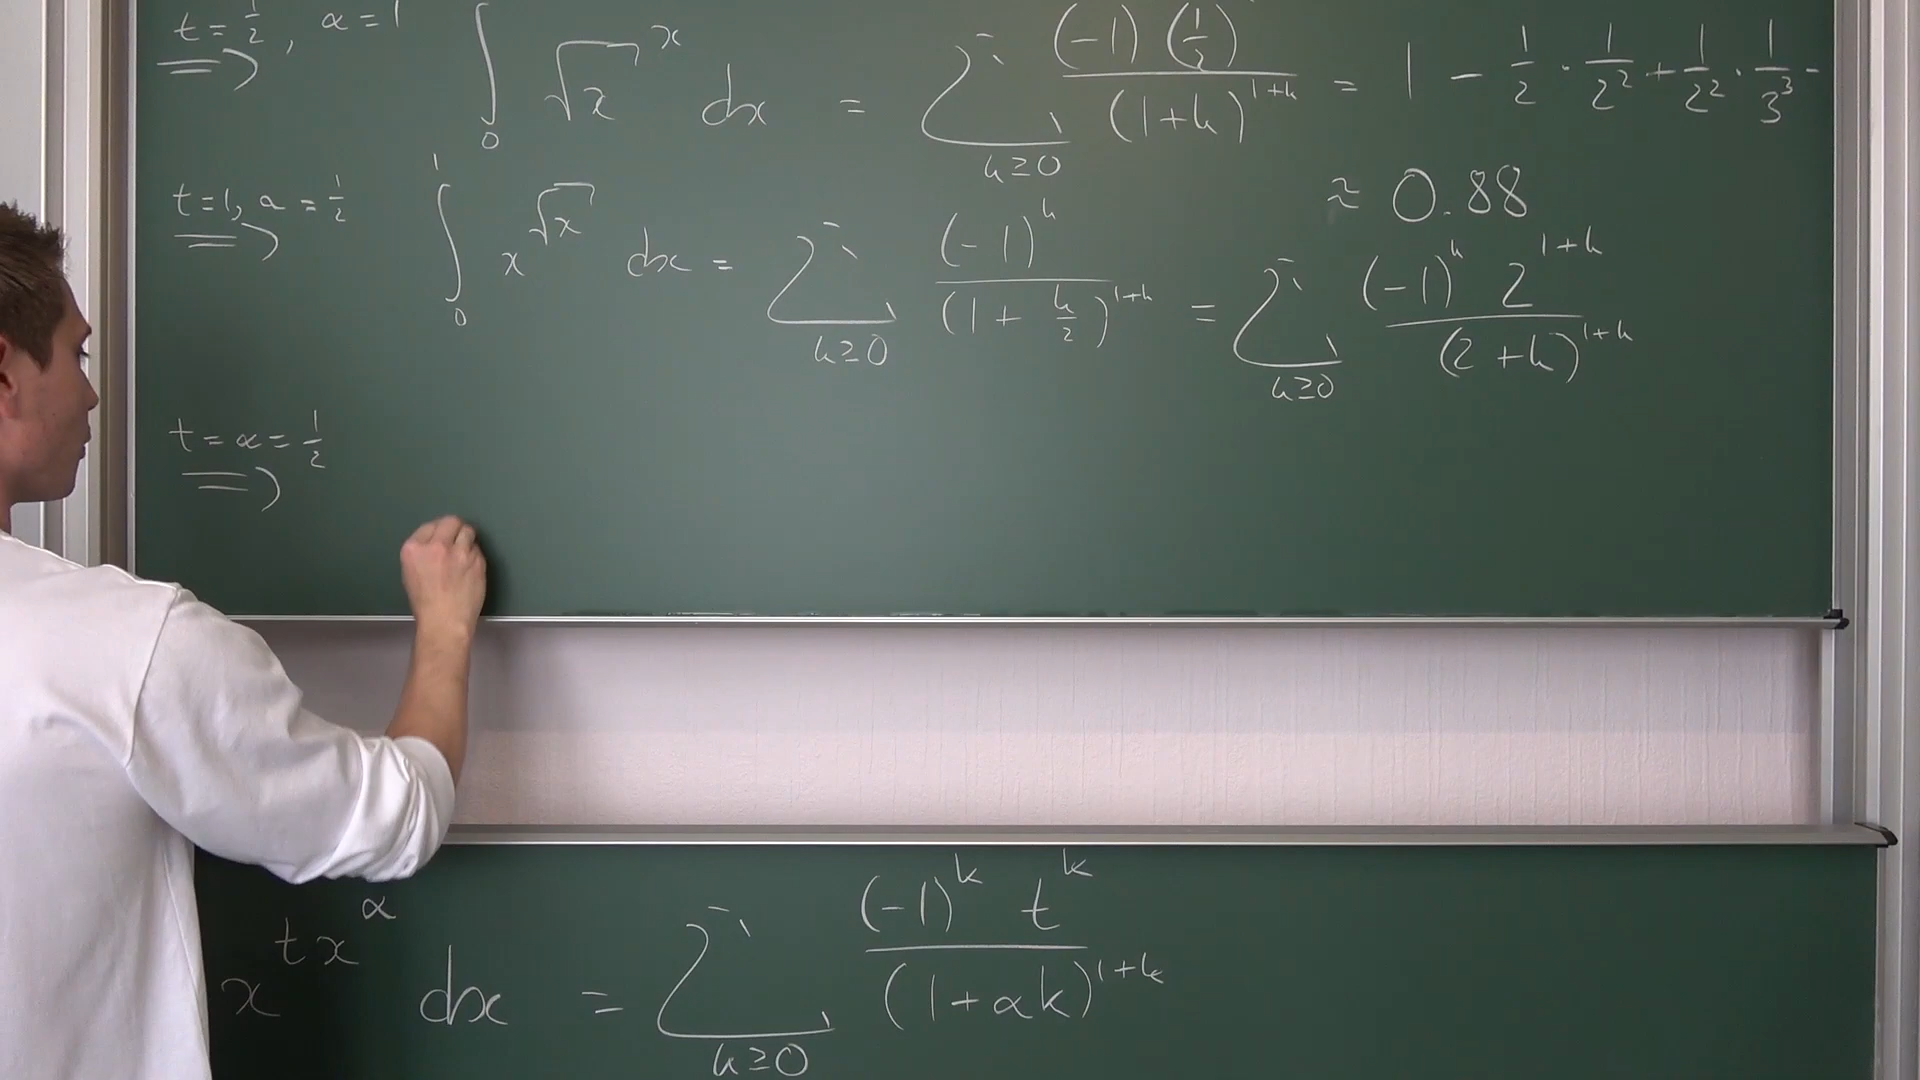 t = 1/2, α = 1 ⟹ ∫₀ √x^x dx = Σ_{k≥0} (-1) (1/2) / (1+k)^{1+k} = 1 - 1/2 · 1/2² + 1/2² · 1/3³ -
≈ 0.88
t=1, α = 1/2 ⟹ ∫₀¹ x^{√x} dx = Σ_{k≥0} (-1)^k / (1 + k/2)^{1+k} = Σ_{k≥0} (-1)^k 2^{1+k} / (2+k)^{1+k}
t = α = 1/2 ⟹
x^{t x^α} dx = Σ_{k≥0} (-1)^k t^k / (1+αk)^{1+k}